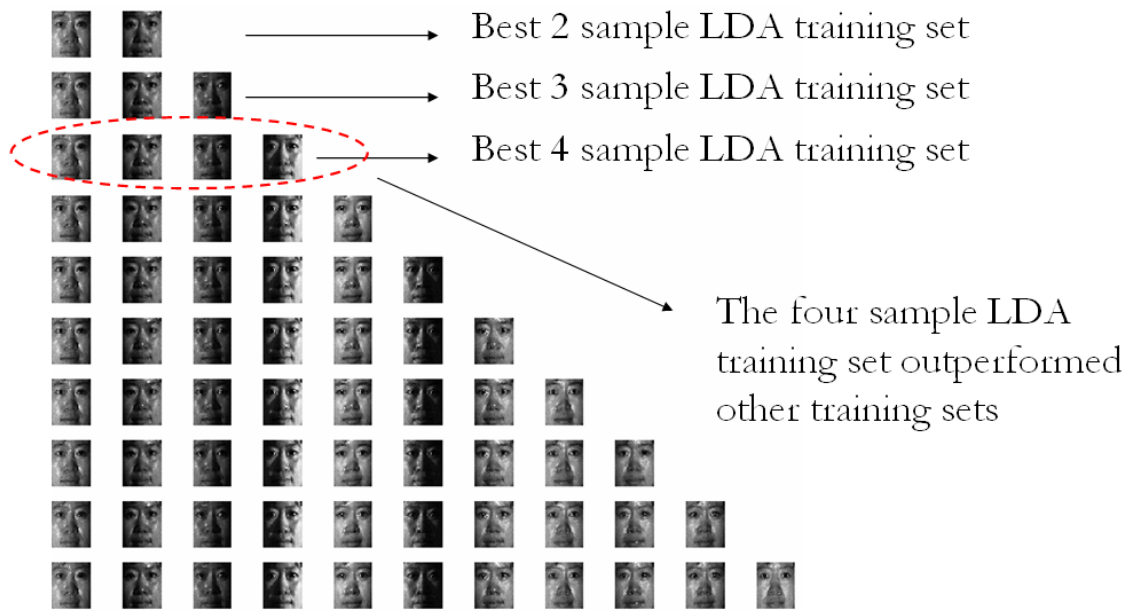 Best 2 sample LDA training set
Best 3 sample LDA training set
Best 4 sample LDA training set
The four sample LDA
training set outperformed
other training sets